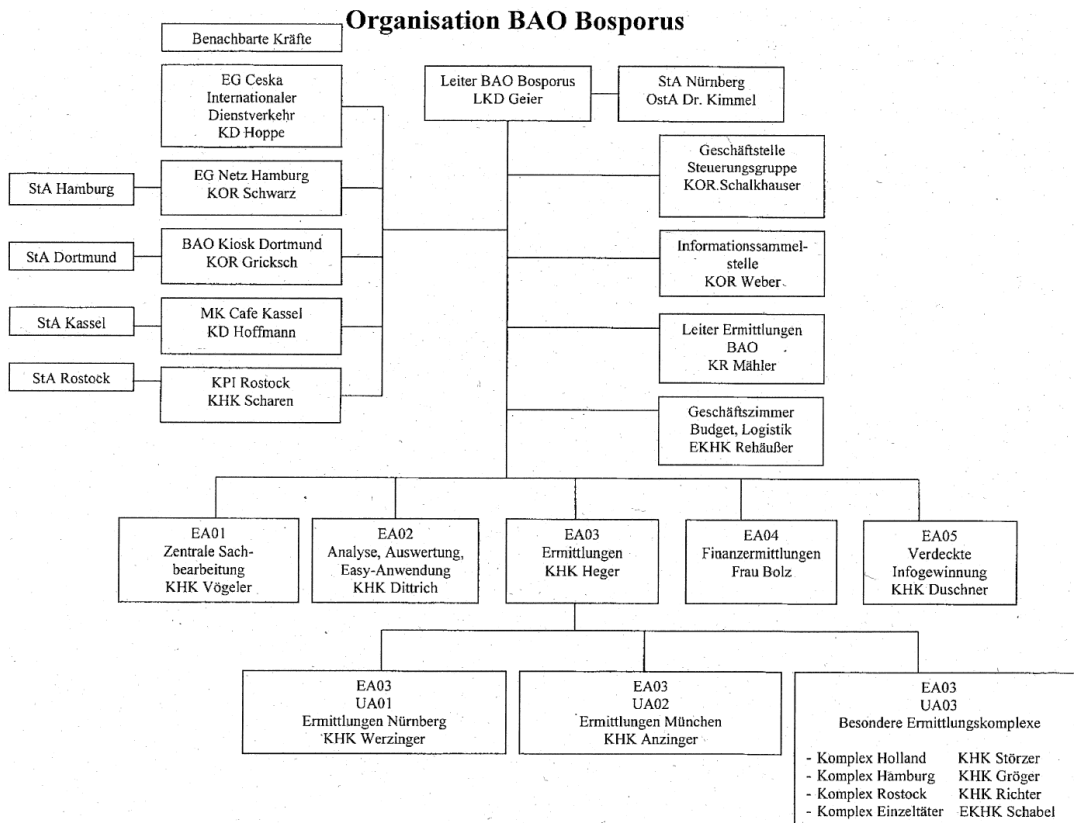 Organisation BAO Bosporus
Benachbarte Kräfte
EG Ceska
Internationaler
Dienstverkehr
KD Hoppe
Leiter BAO Bosporus
LKD Geier
StA Nürnberg
OstA Dr. Kimmel
Geschäftstelle
Steuerungsgruppe
KOR.Schalkhauser
StA Hamburg
EG Netz Hamburg
KOR Schwarz
StA Dortmund
BAO Kiosk Dortmund
KOR Gricksch
Informationssammel-
stelle
KOR Weber
StA Kassel
MK Cafe Kassel
KD Hoffmann
Leiter Ermittlungen
BAO
KR Mähler
StA Rostock
KPI Rostock
KHK Scharen
Geschäftszimmer
Budget, Logistik
EKHK Rehäußer
EA01
Zentrale Sach-
bearbeitung
KHK Vögeler
EA02
Analyse, Auswertung,
Easy-Anwendung
KHK Dittrich
EA03
Ermittlungen
KHK Heger
EA04
Finanzermittlungen
Frau Bolz
EA05
Verdeckte
Infogewinnung
KHK Duschner
EA03
UA01
Ermittlungen Nürnberg
KHK Werzinger
EA03
UA02
Ermittlungen München
KHK Anzinger
EA03
UA03
Besondere Ermittlungskomplexe
- Komplex Holland KHK Störzer
- Komplex Hamburg KHK Gröger
- Komplex Rostock KHK Richter
- Komplex Einzeltäter EKHK Schabel